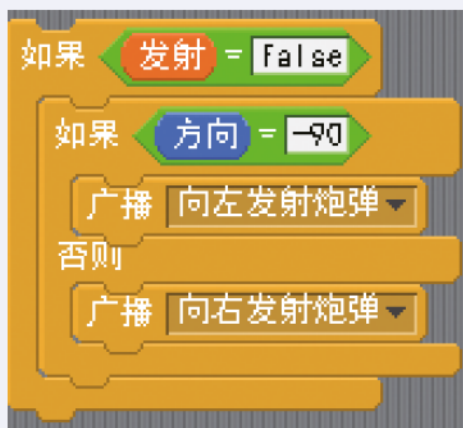 如果 发射 = False
如果 方向 = -90
广播 向左发射炮弹
否则
广播 向右发射炮弹